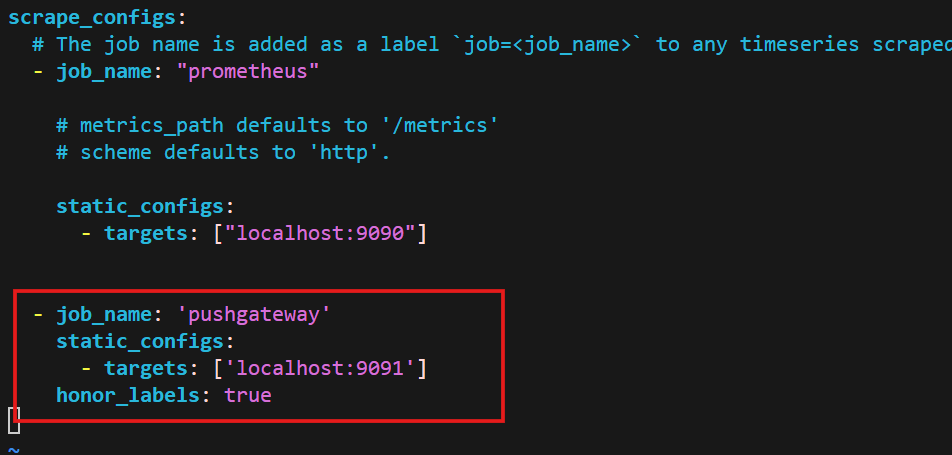 scrape_configs:
  # The job name is added as a label `job=<job_name>` to any timeseries scraped
  - job_name: "prometheus"
    # metrics_path defaults to '/metrics'
    # scheme defaults to 'http'.
    static_configs:
      - targets: ["localhost:9090"]
  - job_name: 'pushgateway'
    static_configs:
      - targets: ['localhost:9091']
    honor_labels: true
~